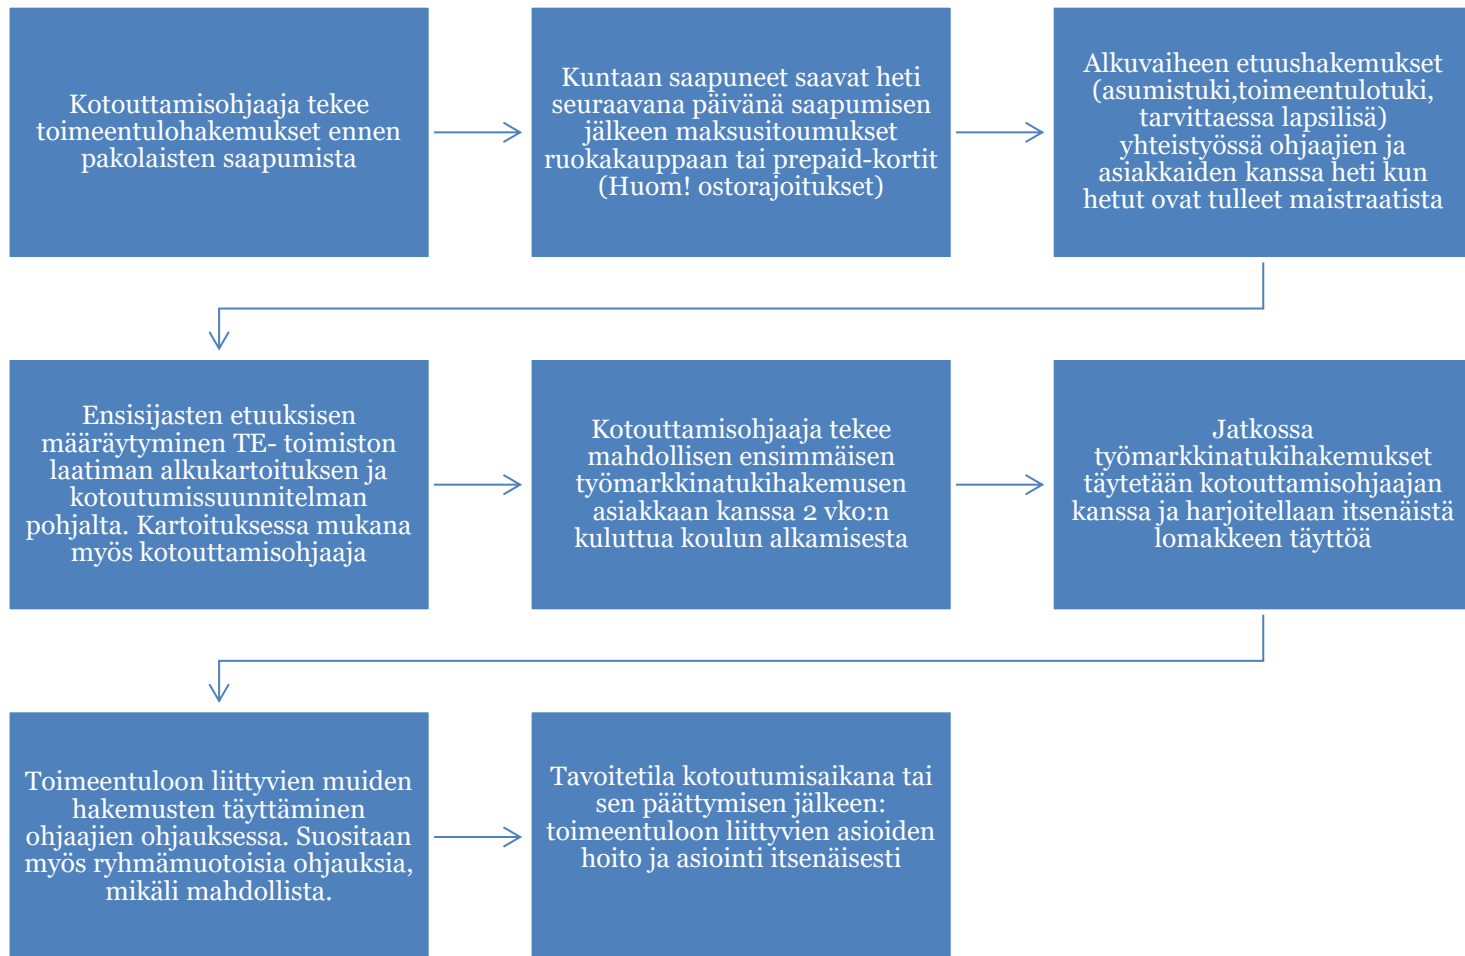 Kotouttamisohjaaja tekee
toimeentulohakemukset ennen
pakolaisten saapumista
Kuntaan saapuneet saavat heti
seuraavana päivänä saapumisen
jälkeen maksusitoumukset
ruokakauppaan tai prepaid-kortit
(Huom! ostorajoitukset)
Alkuvaiheen etuushakemukset
(asumistuki,toimeentulotuki,
tarvittaessa lapsilisä)
yhteistyössä ohjaajien ja
asiakkaiden kanssa heti kun
hetut ovat tulleet maistraatista
Ensisijasten etuuksisen
määräytyminen TE- toimiston
laatiman alkukartoituksen ja
kotoutumissuunnitelman
pohjalta. Kartoituksessa mukana
myös kotouttamisohjaaja
Kotouttamisohjaaja tekee
mahdollisen ensimmäisen
työmarkkinatukihakemusen
asiakkaan kanssa 2 vko:n
kuluttua koulun alkamisesta
Jatkossa
työmarkkinatukihakemukset
täytetään kotouttamisohjaajan
kanssa ja harjoitellaan itsenäistä
lomakkeen täyttöä
Toimeentuloon liittyvien muiden
hakemusten täyttäminen
ohjaajien ohjauksessa. Suositaan
myös ryhmämuotoisia ohjauksia,
mikäli mahdollista.
Tavoitetila kotoutumisaikana tai
sen päättymisen jälkeen:
toimeentuloon liittyvien asioiden
hoito ja asiointi itsenäisesti